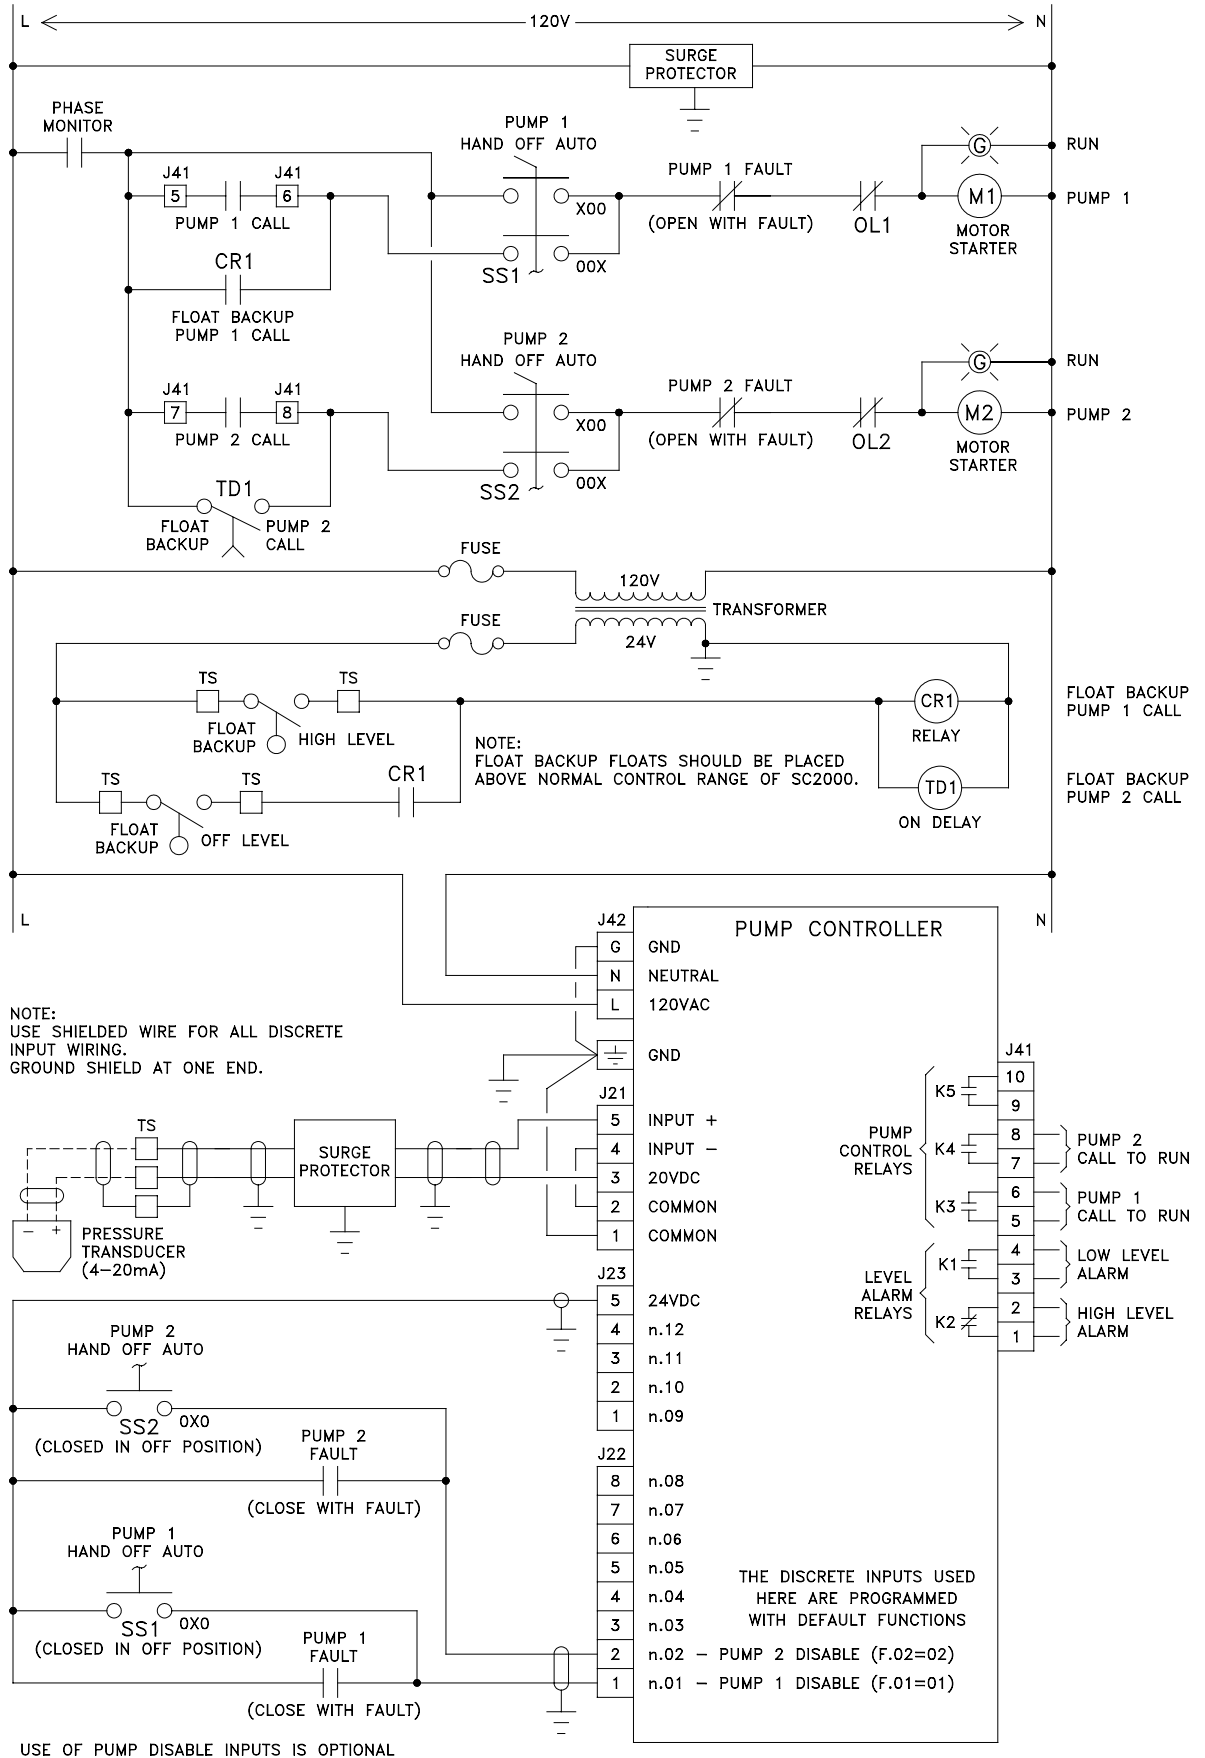 L 120V N
SURGE
PROTECTOR
PHASE
MONITOR
PUMP 1
HAND OFF AUTO
RUN
G
J41 J41
5 6
PUMP 1 CALL
X00
PUMP 1 FAULT
(OPEN WITH FAULT)
OL1
M1
MOTOR
STARTER
PUMP 1
CR1
SS1
00X
FLOAT BACKUP
PUMP 1 CALL
PUMP 2
HAND OFF AUTO
RUN
G
J41 J41
7 8
PUMP 2 CALL
X00
PUMP 2 FAULT
(OPEN WITH FAULT)
OL2
M2
MOTOR
STARTER
PUMP 2
SS2
00X
TD1
FLOAT
BACKUP
PUMP 2
CALL
FUSE
120V
TRANSFORMER
FUSE
24V
TS TS
FLOAT
BACKUP
HIGH LEVEL
CR1
RELAY
FLOAT BACKUP
PUMP 1 CALL
NOTE:
FLOAT BACKUP FLOATS SHOULD BE PLACED
ABOVE NORMAL CONTROL RANGE OF SC2000.
TS TS
CR1
FLOAT
BACKUP
OFF LEVEL
TD1
ON DELAY
FLOAT BACKUP
PUMP 2 CALL
L N
PUMP CONTROLLER
J42
G GND
N NEUTRAL
L 120VAC
NOTE:
USE SHIELDED WIRE FOR ALL DISCRETE
INPUT WIRING.
GROUND SHIELD AT ONE END.
GND
J21
5 INPUT +
4 INPUT −
3 20VDC
2 COMMON
1 COMMON
TS
SURGE
PROTECTOR
− +
PRESSURE
TRANSDUCER
(4−20mA)
J41
K5
10
9
PUMP
CONTROL
RELAYS
K4
8
7
PUMP 2
CALL TO RUN
K3
6
5
PUMP 1
CALL TO RUN
LEVEL
ALARM
RELAYS
K1
4
3
LOW LEVEL
ALARM
K2
2
1
HIGH LEVEL
ALARM
J23
5 24VDC
4 n.12
3 n.11
2 n.10
1 n.09
PUMP 2
HAND OFF AUTO
SS2
0X0
(CLOSED IN OFF POSITION)
PUMP 2
FAULT
(CLOSE WITH FAULT)
J22
8 n.08
7 n.07
6 n.06
5 n.05
4 n.04
3 n.03
2 n.02 − PUMP 2 DISABLE (F.02=02)
1 n.01 − PUMP 1 DISABLE (F.01=01)
THE DISCRETE INPUTS USED
HERE ARE PROGRAMMED
WITH DEFAULT FUNCTIONS
PUMP 1
HAND OFF AUTO
SS1
0X0
(CLOSED IN OFF POSITION)
PUMP 1
FAULT
(CLOSE WITH FAULT)
USE OF PUMP DISABLE INPUTS IS OPTIONAL